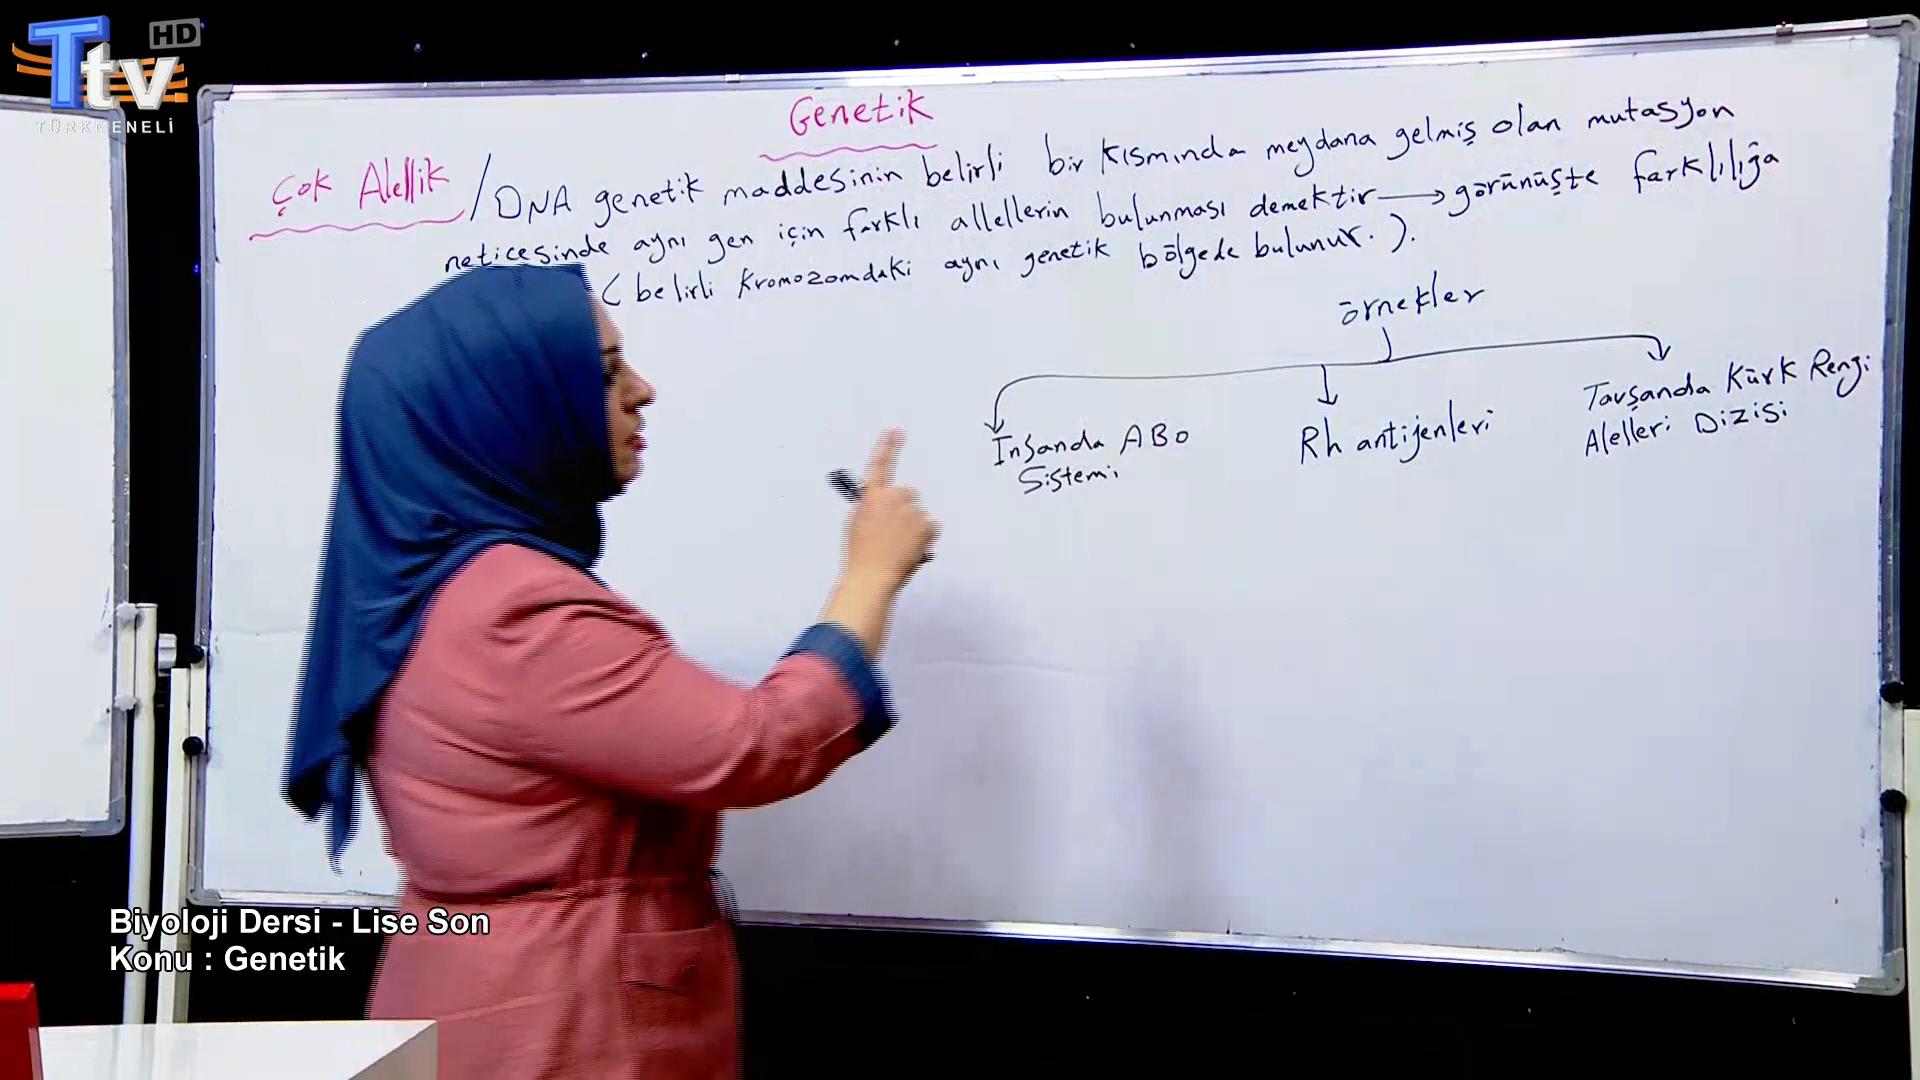 Ttv HD
TÜRKMENELİ
Genetik
Çok Alellik / DNA genetik maddesinin belirli bir kısmında meydana gelmiş olan mutasyon
neticesinde aynı gen için farklı allellerin bulunması demektir → görünüşte farklılığa
( belirli kromozomdaki aynı genetik bölgede bulunur. ).
örnekler
İnsanda ABO
Sistemi
Rh antijenleri
Tavşanda Kürk Rengi
Alelleri Dizisi
Biyoloji Dersi - Lise Son
Konu : Genetik